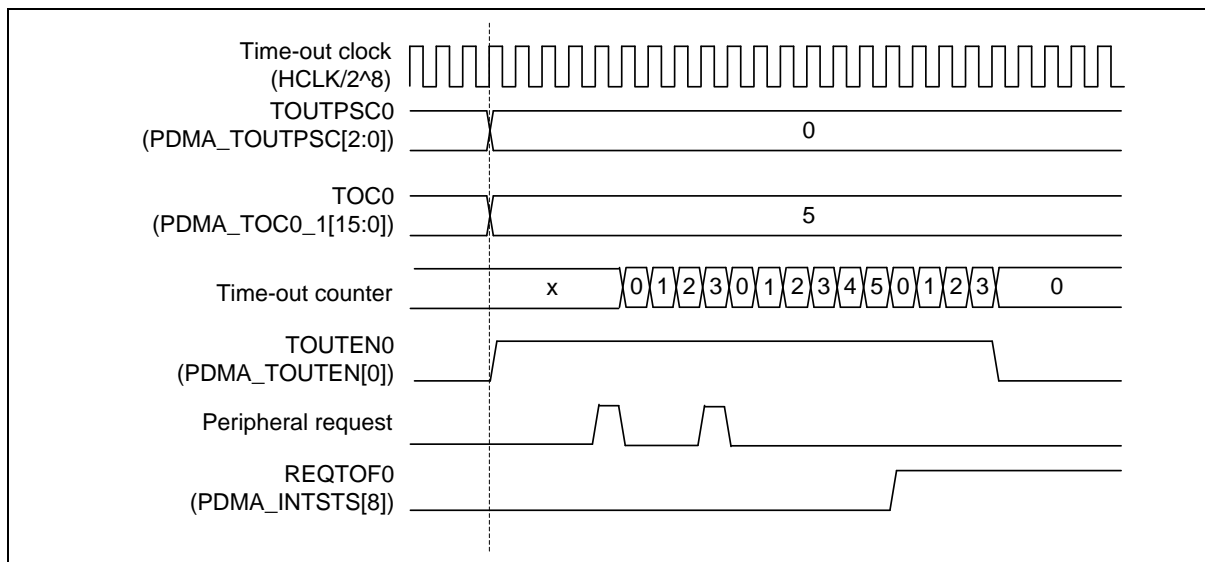 Time-out clock
(HCLK/2^8)
TOUTPSC0
(PDMA_TOUTPSC[2:0])
0
TOC0
(PDMA_TOC0_1[15:0])
5
Time-out counter
x 0 1 2 3 0 1 2 3 4 5 0 1 2 3 0
TOUTEN0
(PDMA_TOUTEN[0])
Peripheral request
REQTOF0
(PDMA_INTSTS[8])